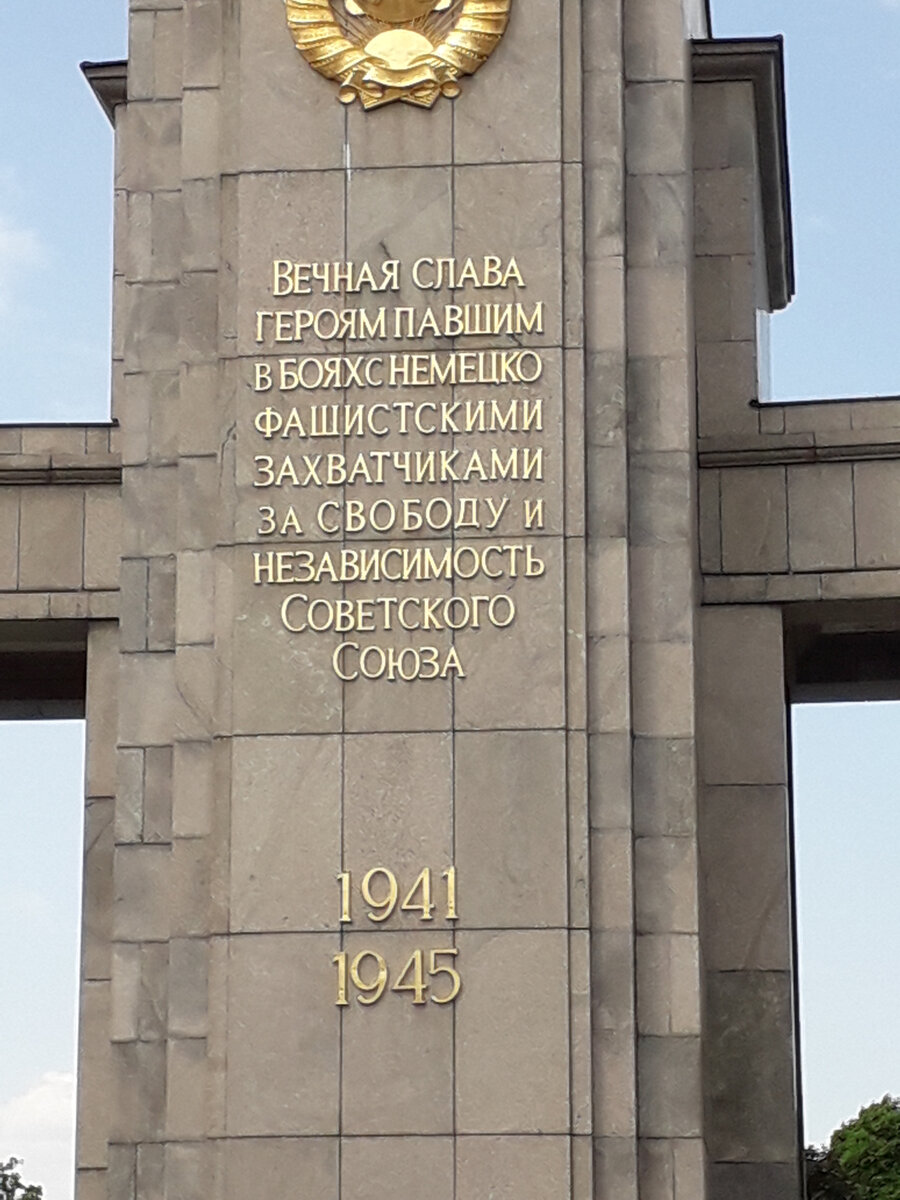 ВЕЧНАЯ СЛАВА
ГЕРОЯМ ПАВШИМ
В БОЯХ С НЕМЕЦКО
ФАШИСТСКИМИ
ЗАХВАТЧИКАМИ
ЗА СВОБОДУ И
НЕЗАВИСИМОСТЬ
СОВЕТСКОГО
СОЮЗА
1941
1945